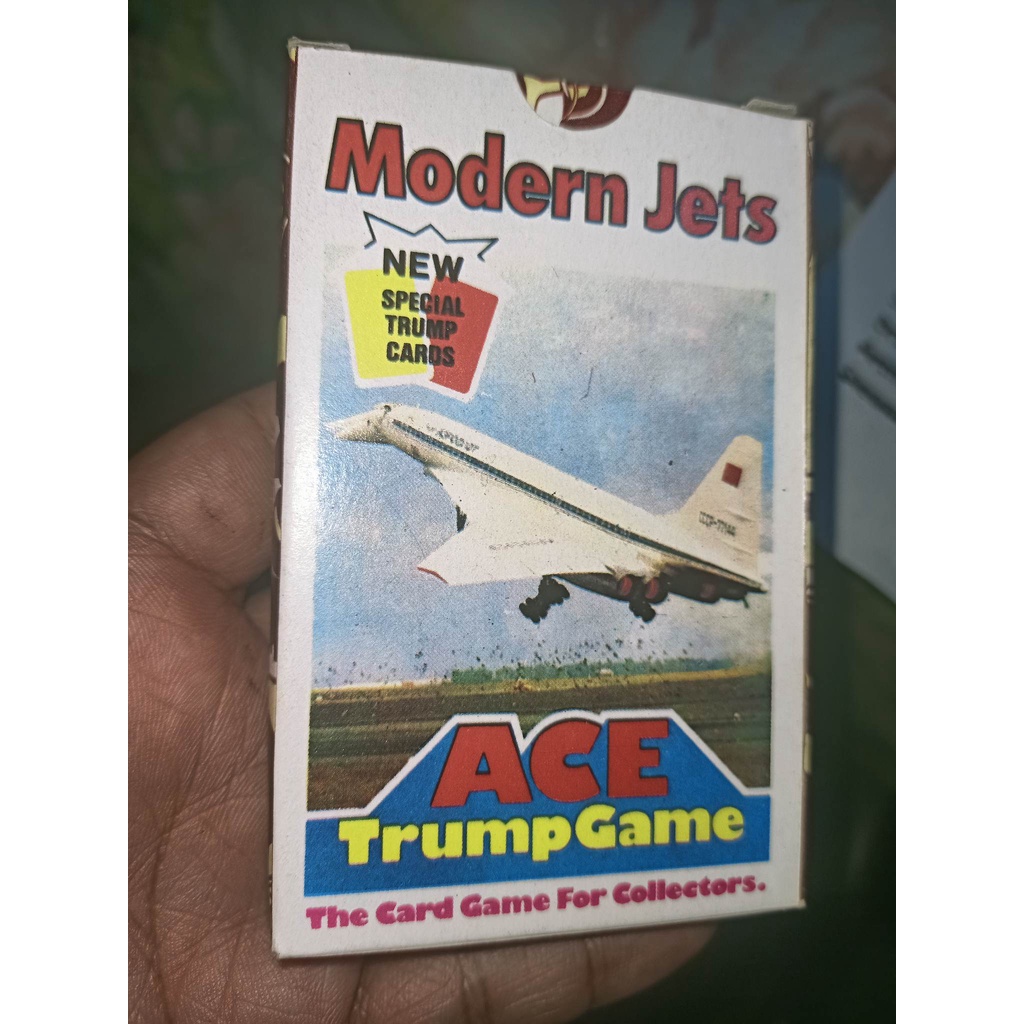 Modern Jets
NEW
SPECIAL
TRUMP
CARDS
ACE
TrumpGame
The Card Game For Collectors.